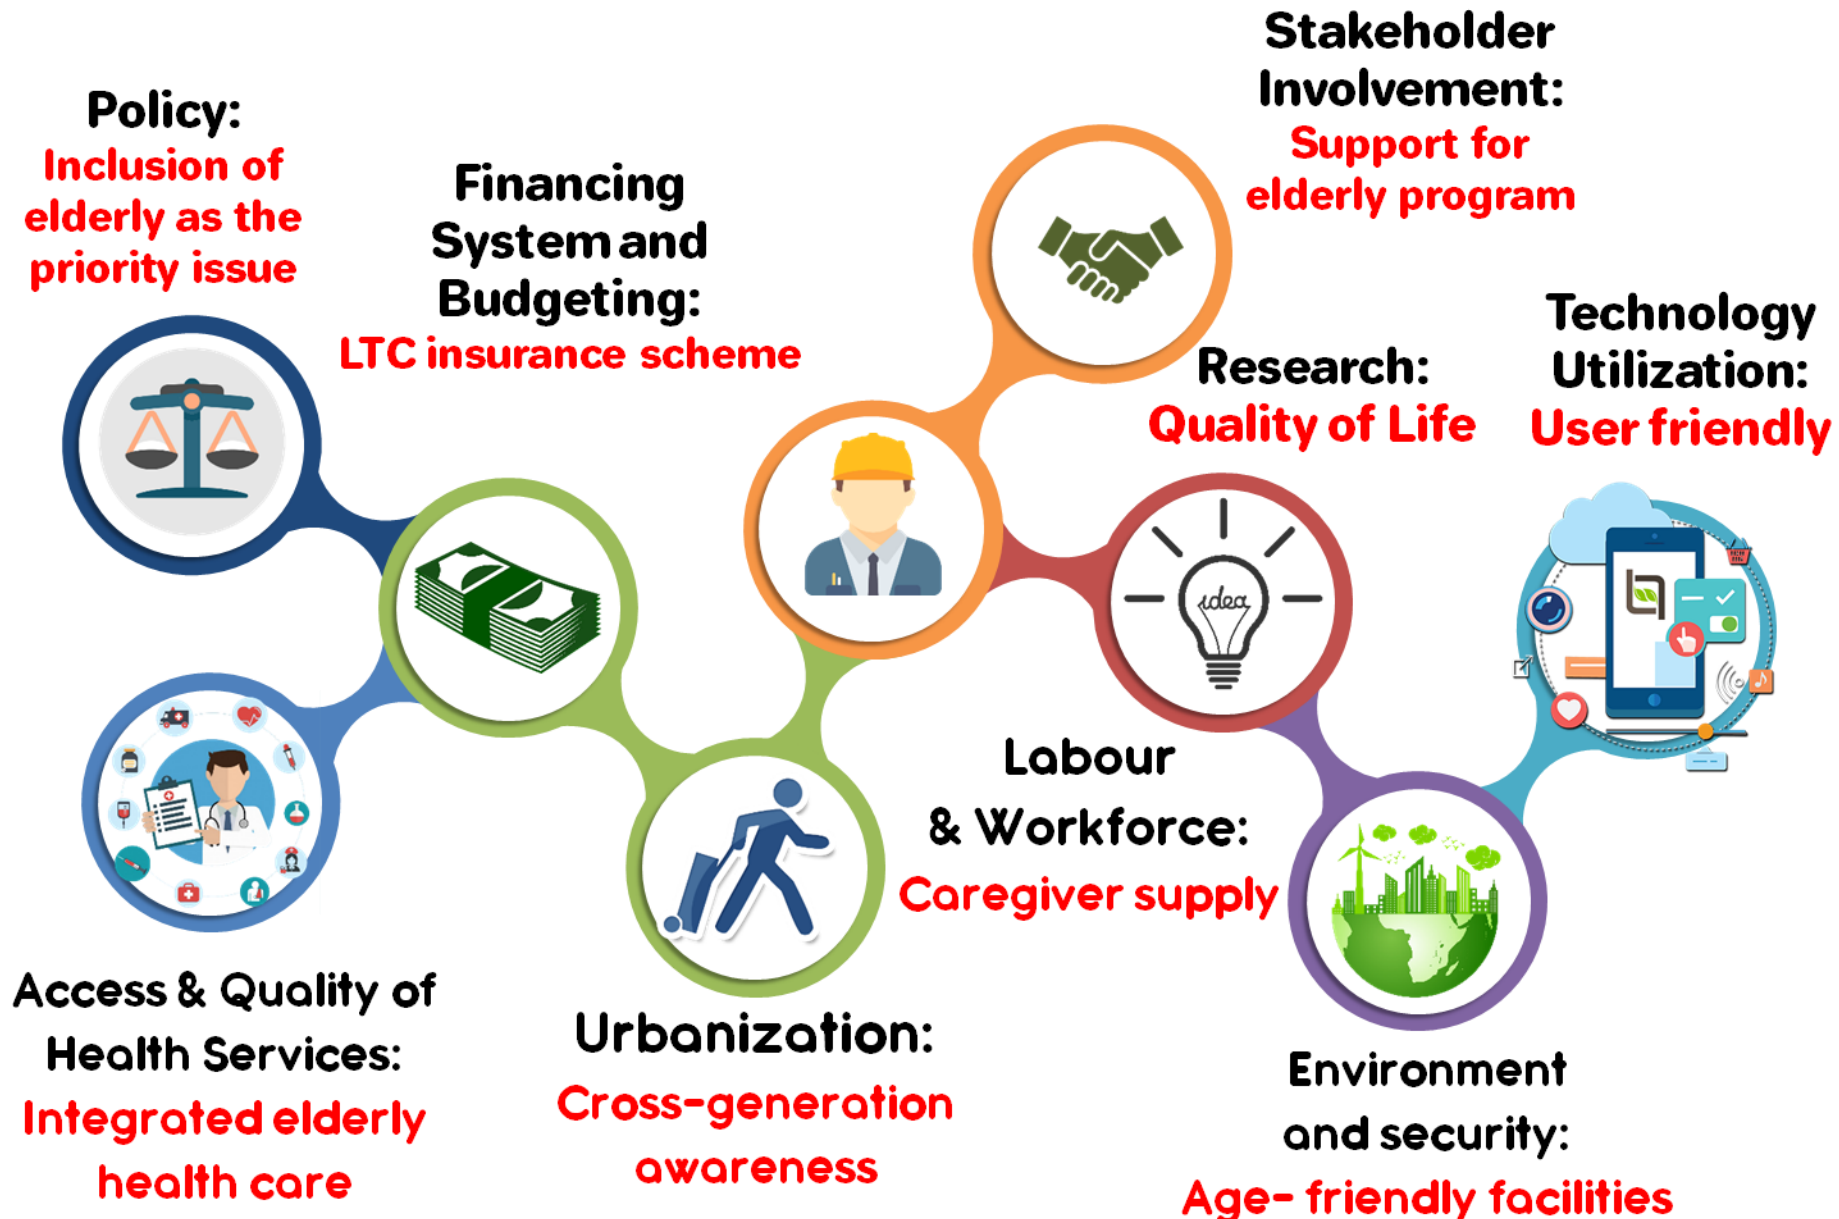 Policy:
Inclusion of
elderly as the
priority issue
Financing
System and
Budgeting:
LTC insurance scheme
Stakeholder
Involvement:
Support for
elderly program
Research:
Quality of Life
Technology
Utilization:
User friendly
idea
Labour
& Workforce:
Caregiver supply
Access & Quality of
Health Services:
Integrated elderly
health care
Urbanization:
Cross-generation
awareness
Environment
and security:
Age- friendly facilities